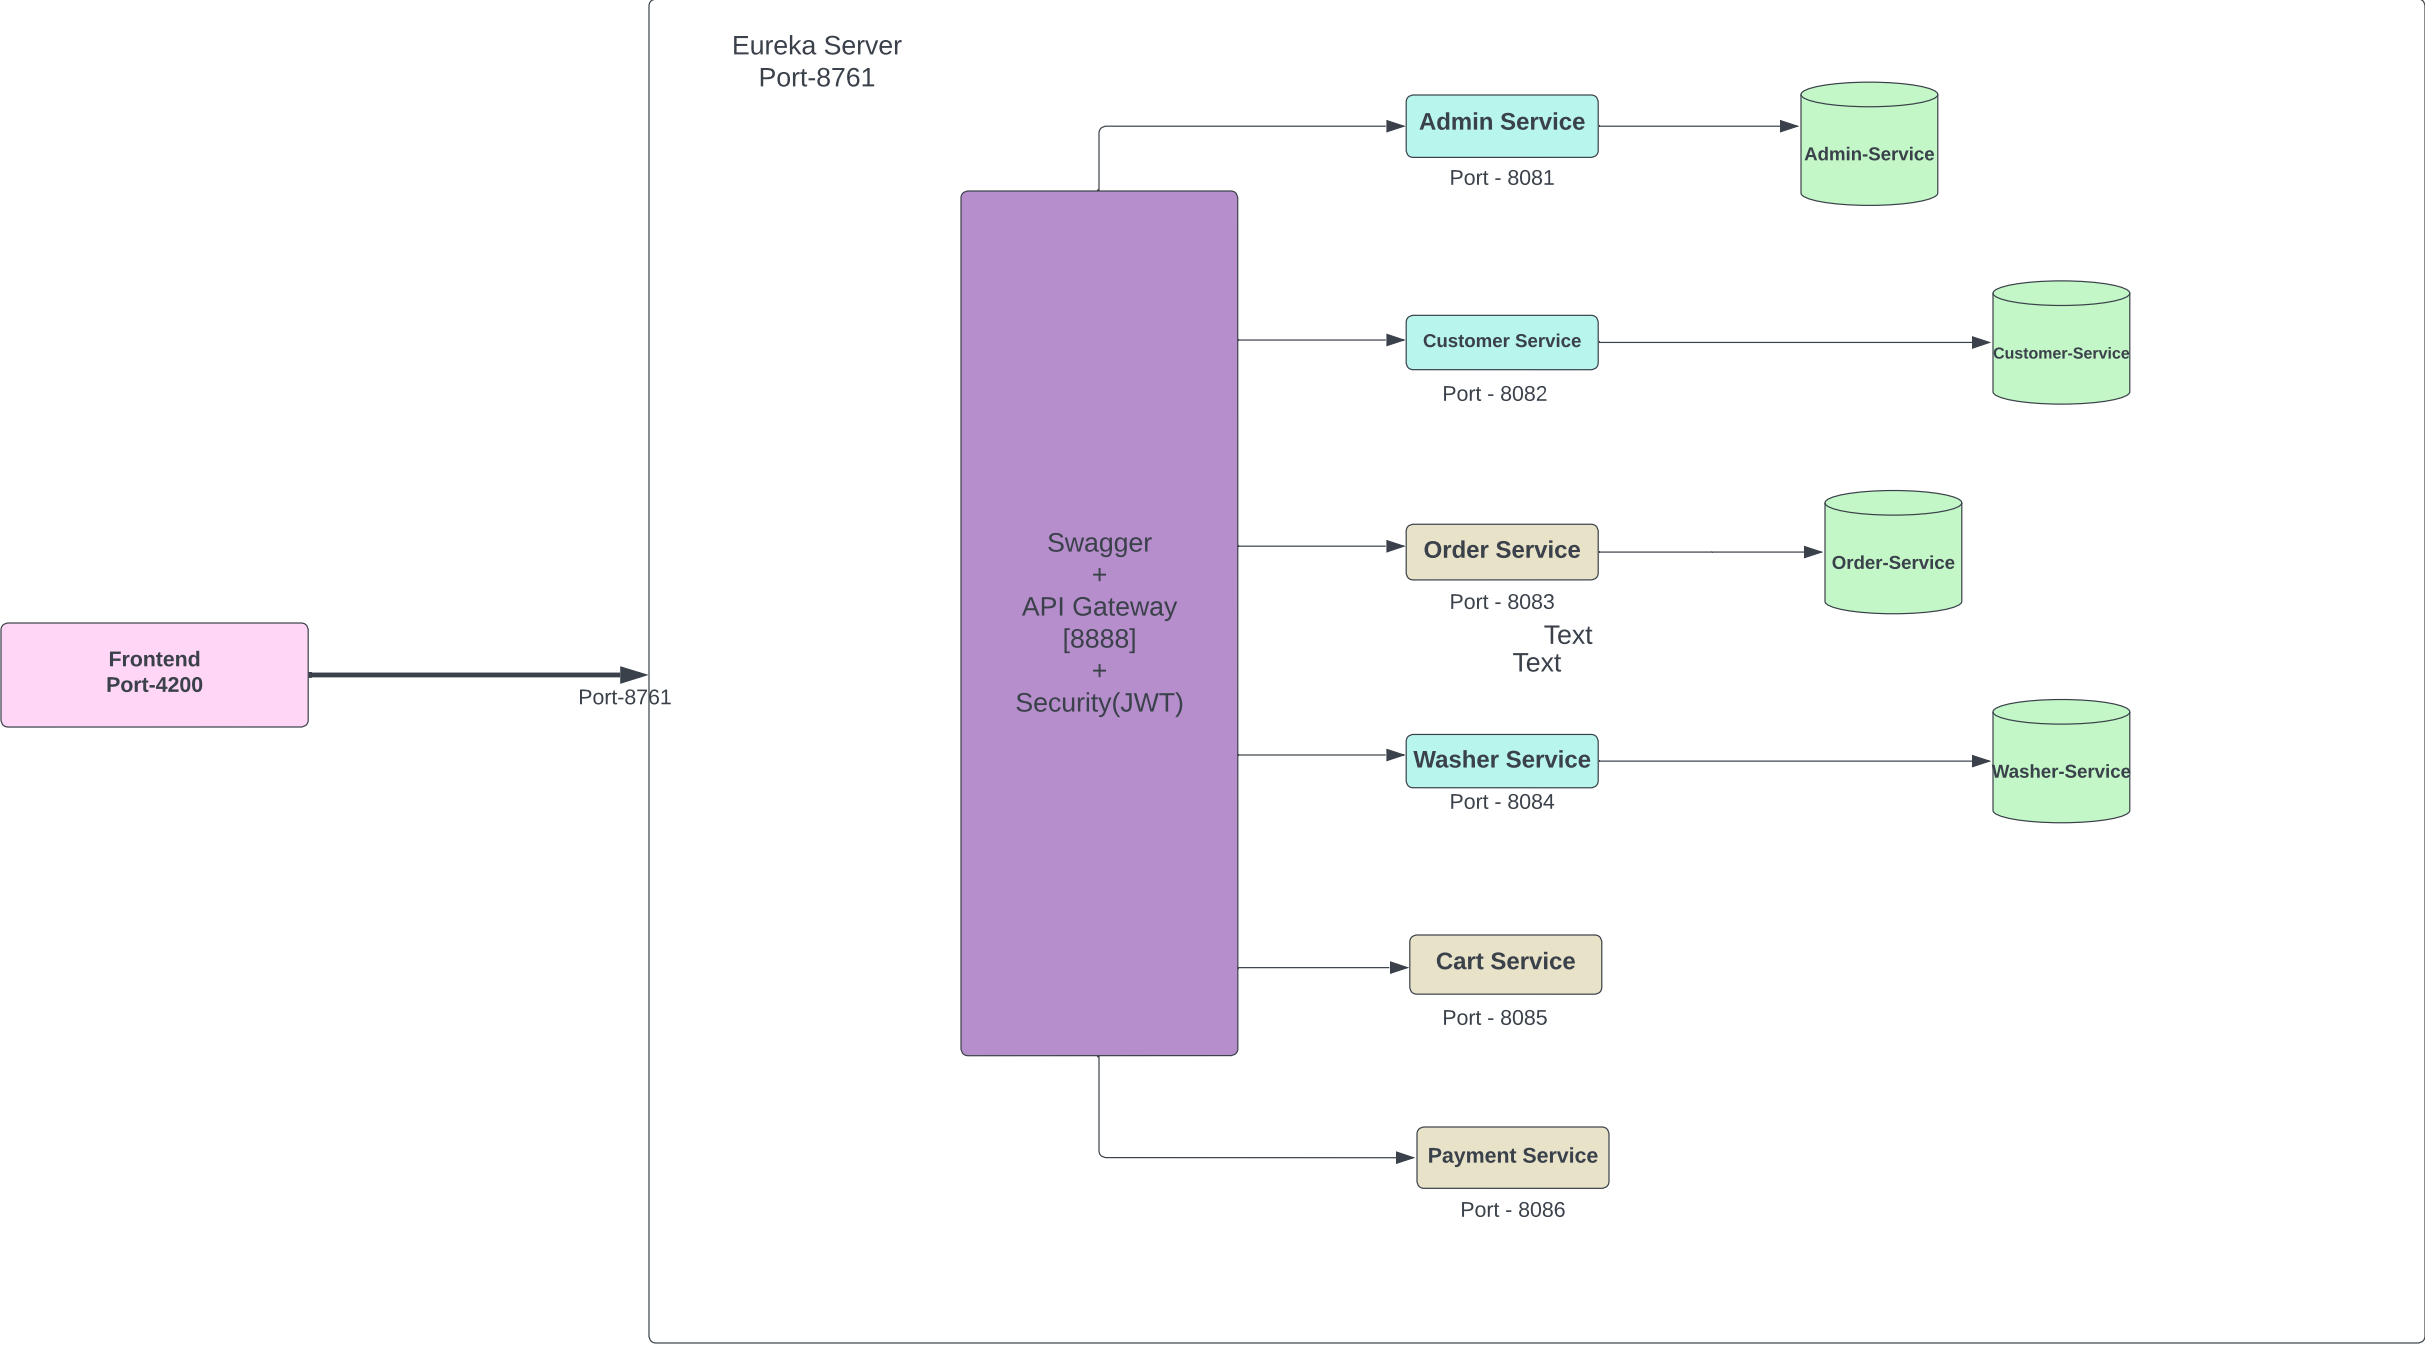 Eureka Server
Port-8761
Admin Service
Port - 8081
Admin-Service
Customer Service
Port - 8082
Customer-Service
Swagger
+
API Gateway
[8888]
+
Security(JWT)
Order Service
Port - 8083
Order-Service
Text
Text
Frontend
Port-4200
Port-8761
Washer Service
Port - 8084
Washer-Service
Cart Service
Port - 8085
Payment Service
Port - 8086